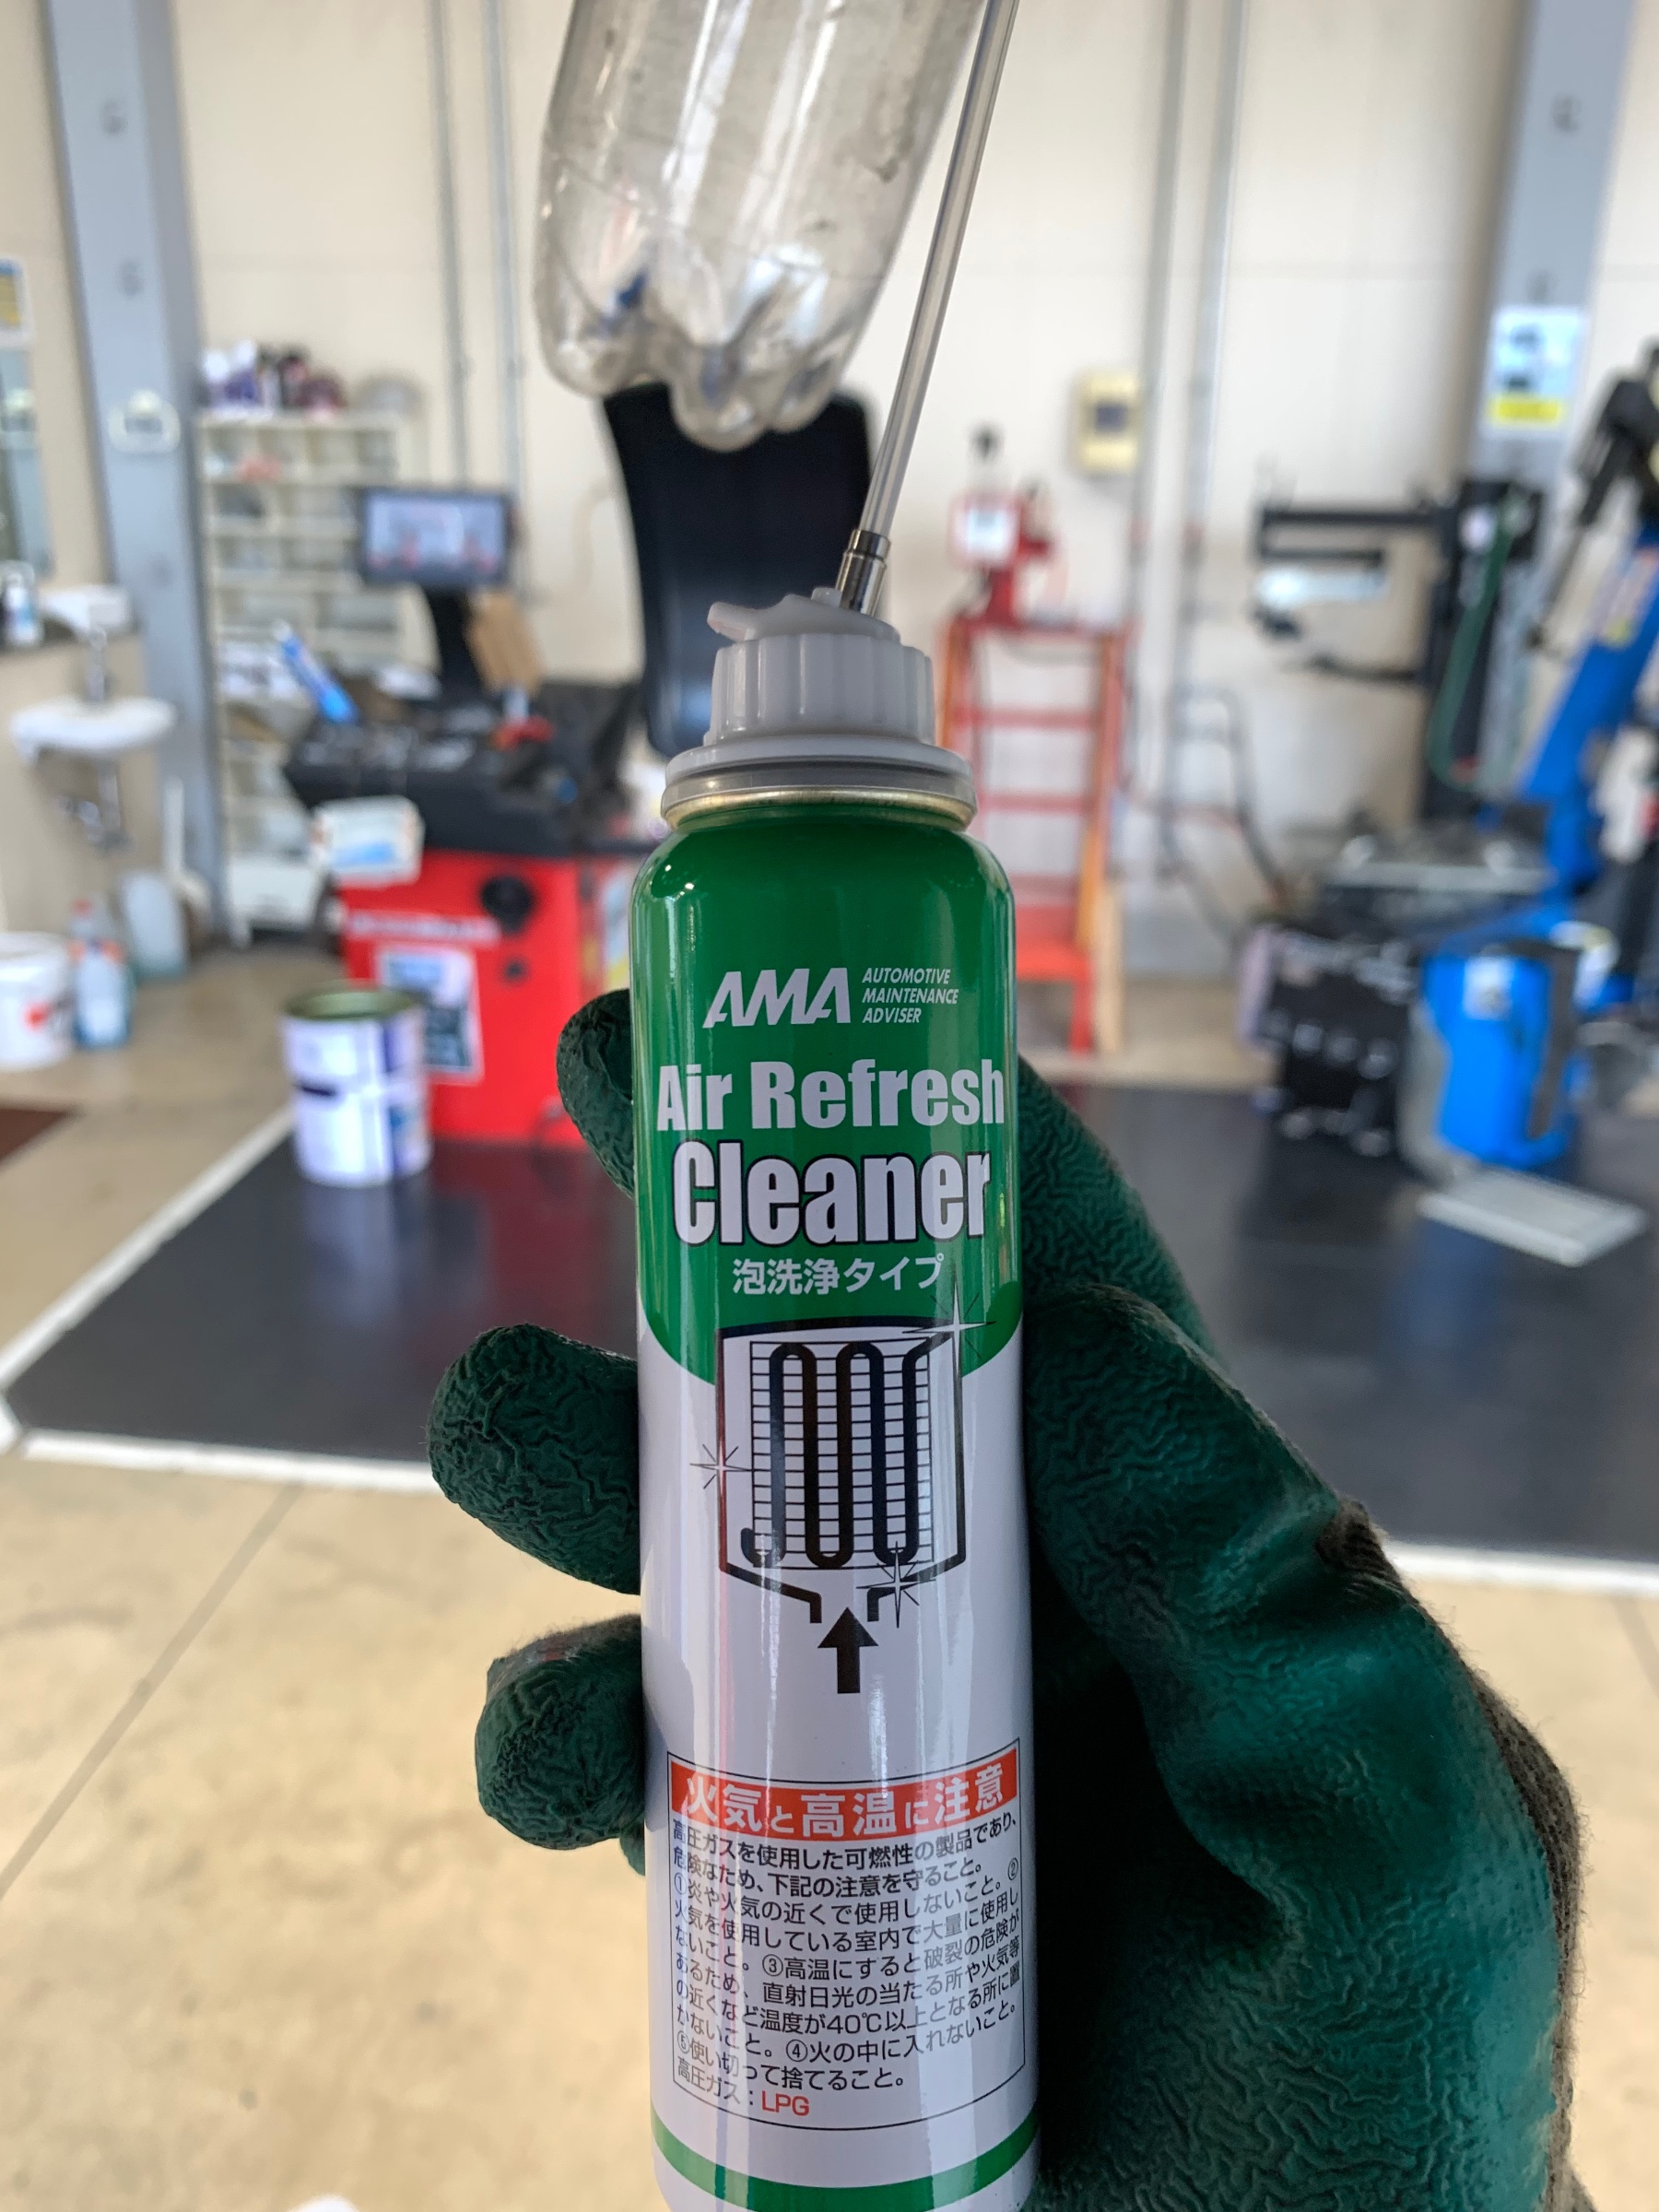 AMA
AUTOMOTIVE
MAINTENANCE
ADVISER
Air Refresh
Cleaner
泡洗浄タイプ
火気と高温に注意
高圧ガスを使用した可燃性の製品であり、
危険なため、下記の注意を守ること。
①炎や火気の近くで使用しないこと。②
火気を使用している室内で大量に使用し
ないこと。③高温にすると破裂の危険が
あるため、直射日光の当たる所や火気等
の近くなど温度が40℃以上となる所に置
かないこと。④火の中に入れないこと。
⑤使い切って捨てること。
高圧ガス：LPG